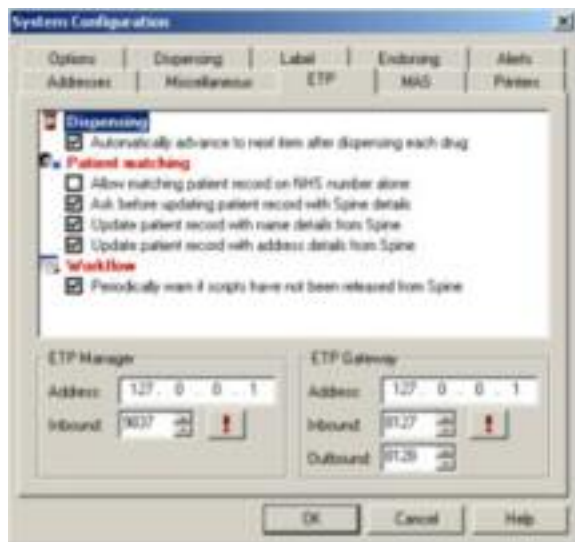 System Configuration
Options Dispensing Label Endorsing Alerts
Addresses Miscellaneous ETP MAS Printers
Dispensing
Automatically advance to next item after dispensing each drug
Patient matching
Allow matching patient record on NHS number alone
Ask before updating patient record with Spine details
Update patient record with name details from Spine
Update patient record with address details from Spine
Workflow
Periodically warn if scripts have not been released from Spine
ETP Manager ETP Gateway
Address: 127 . 0 . 0 . 1 Address: 127 . 0 . 0 . 1
Inbound: 9837 ! Inbound: 8127 !
Outbound: 8128
OK Cancel Help